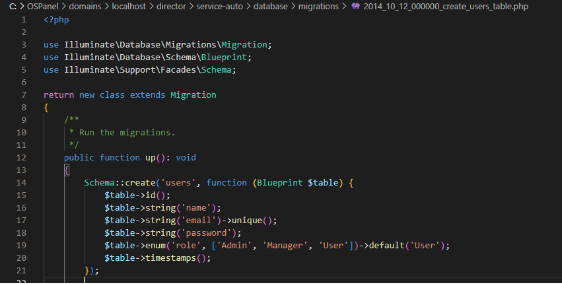 C: > OSPanel > domains > localhost > director > service-auto > database > migrations > 2014_10_12_000000_create_users_table.php
1 <?php
2
3 use Illuminate\Database\Migrations\Migration;
4 use Illuminate\Database\Schema\Blueprint;
5 use Illuminate\Support\Facades\Schema;
6
7 return new class extends Migration
8 {
9 /**
10 * Run the migrations.
11 */
12 public function up(): void
13 {
14 Schema::create('users', function (Blueprint $table) {
15 $table->id();
16 $table->string('name');
17 $table->string('email')->unique();
18 $table->string('password');
19 $table->enum('role', ['Admin', 'Manager', 'User'])->default('User');
20 $table->timestamps();
21 });
22